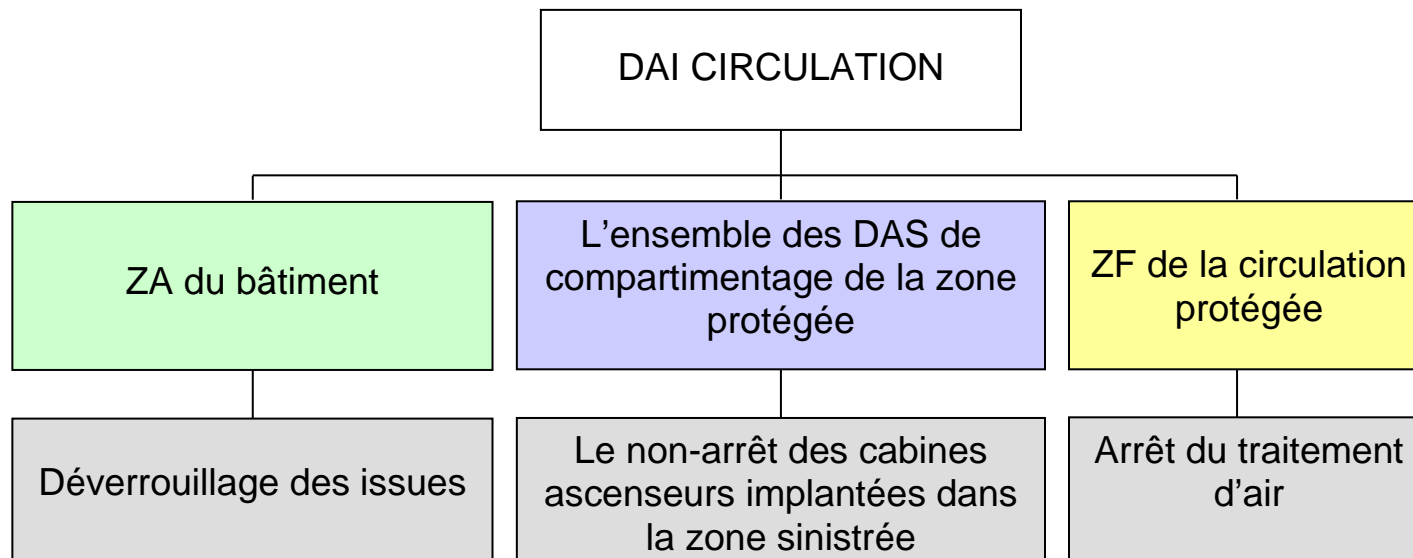 DAI CIRCULATION
ZA du bâtiment
L’ensemble des DAS de
compartimentage de la zone
protégée
ZF de la circulation
protégée
Déverrouillage des issues
Le non-arrêt des cabines
ascenseurs implantées dans
la zone sinistrée
Arrêt du traitement
d’air